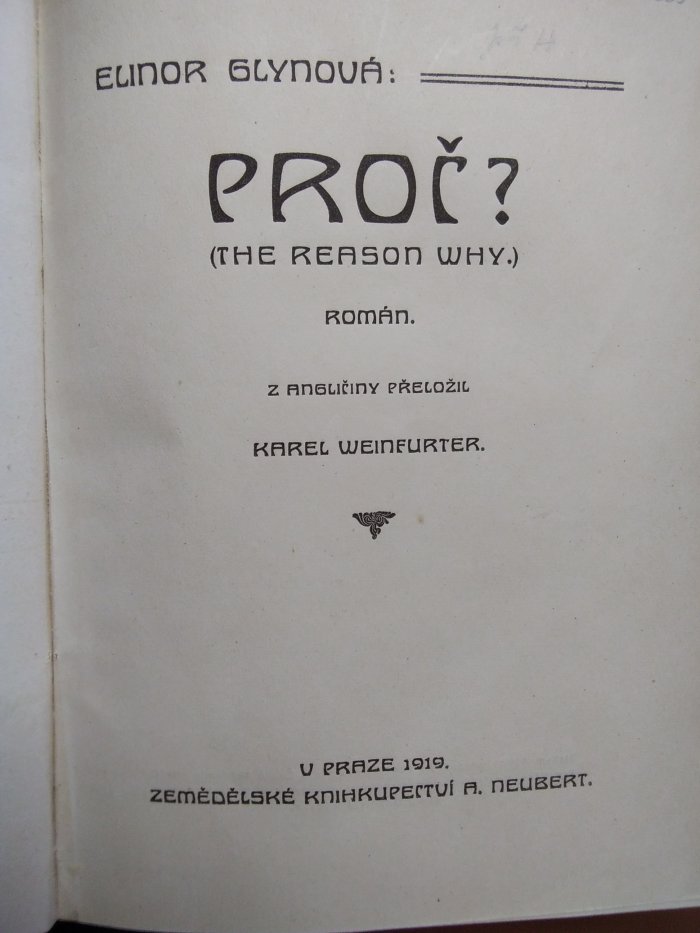 ELINOR GLYNOVÁ:
PROČ?
(THE REASON WHY.)
ROMÁN.
Z ANGLIČINY PŘELOŽIL
KAREL WEINFURTER.
V PRAZE 1919.
ZEMĚDĚLSKÉ KNIHKUPECTVÍ A. NEUBERT.